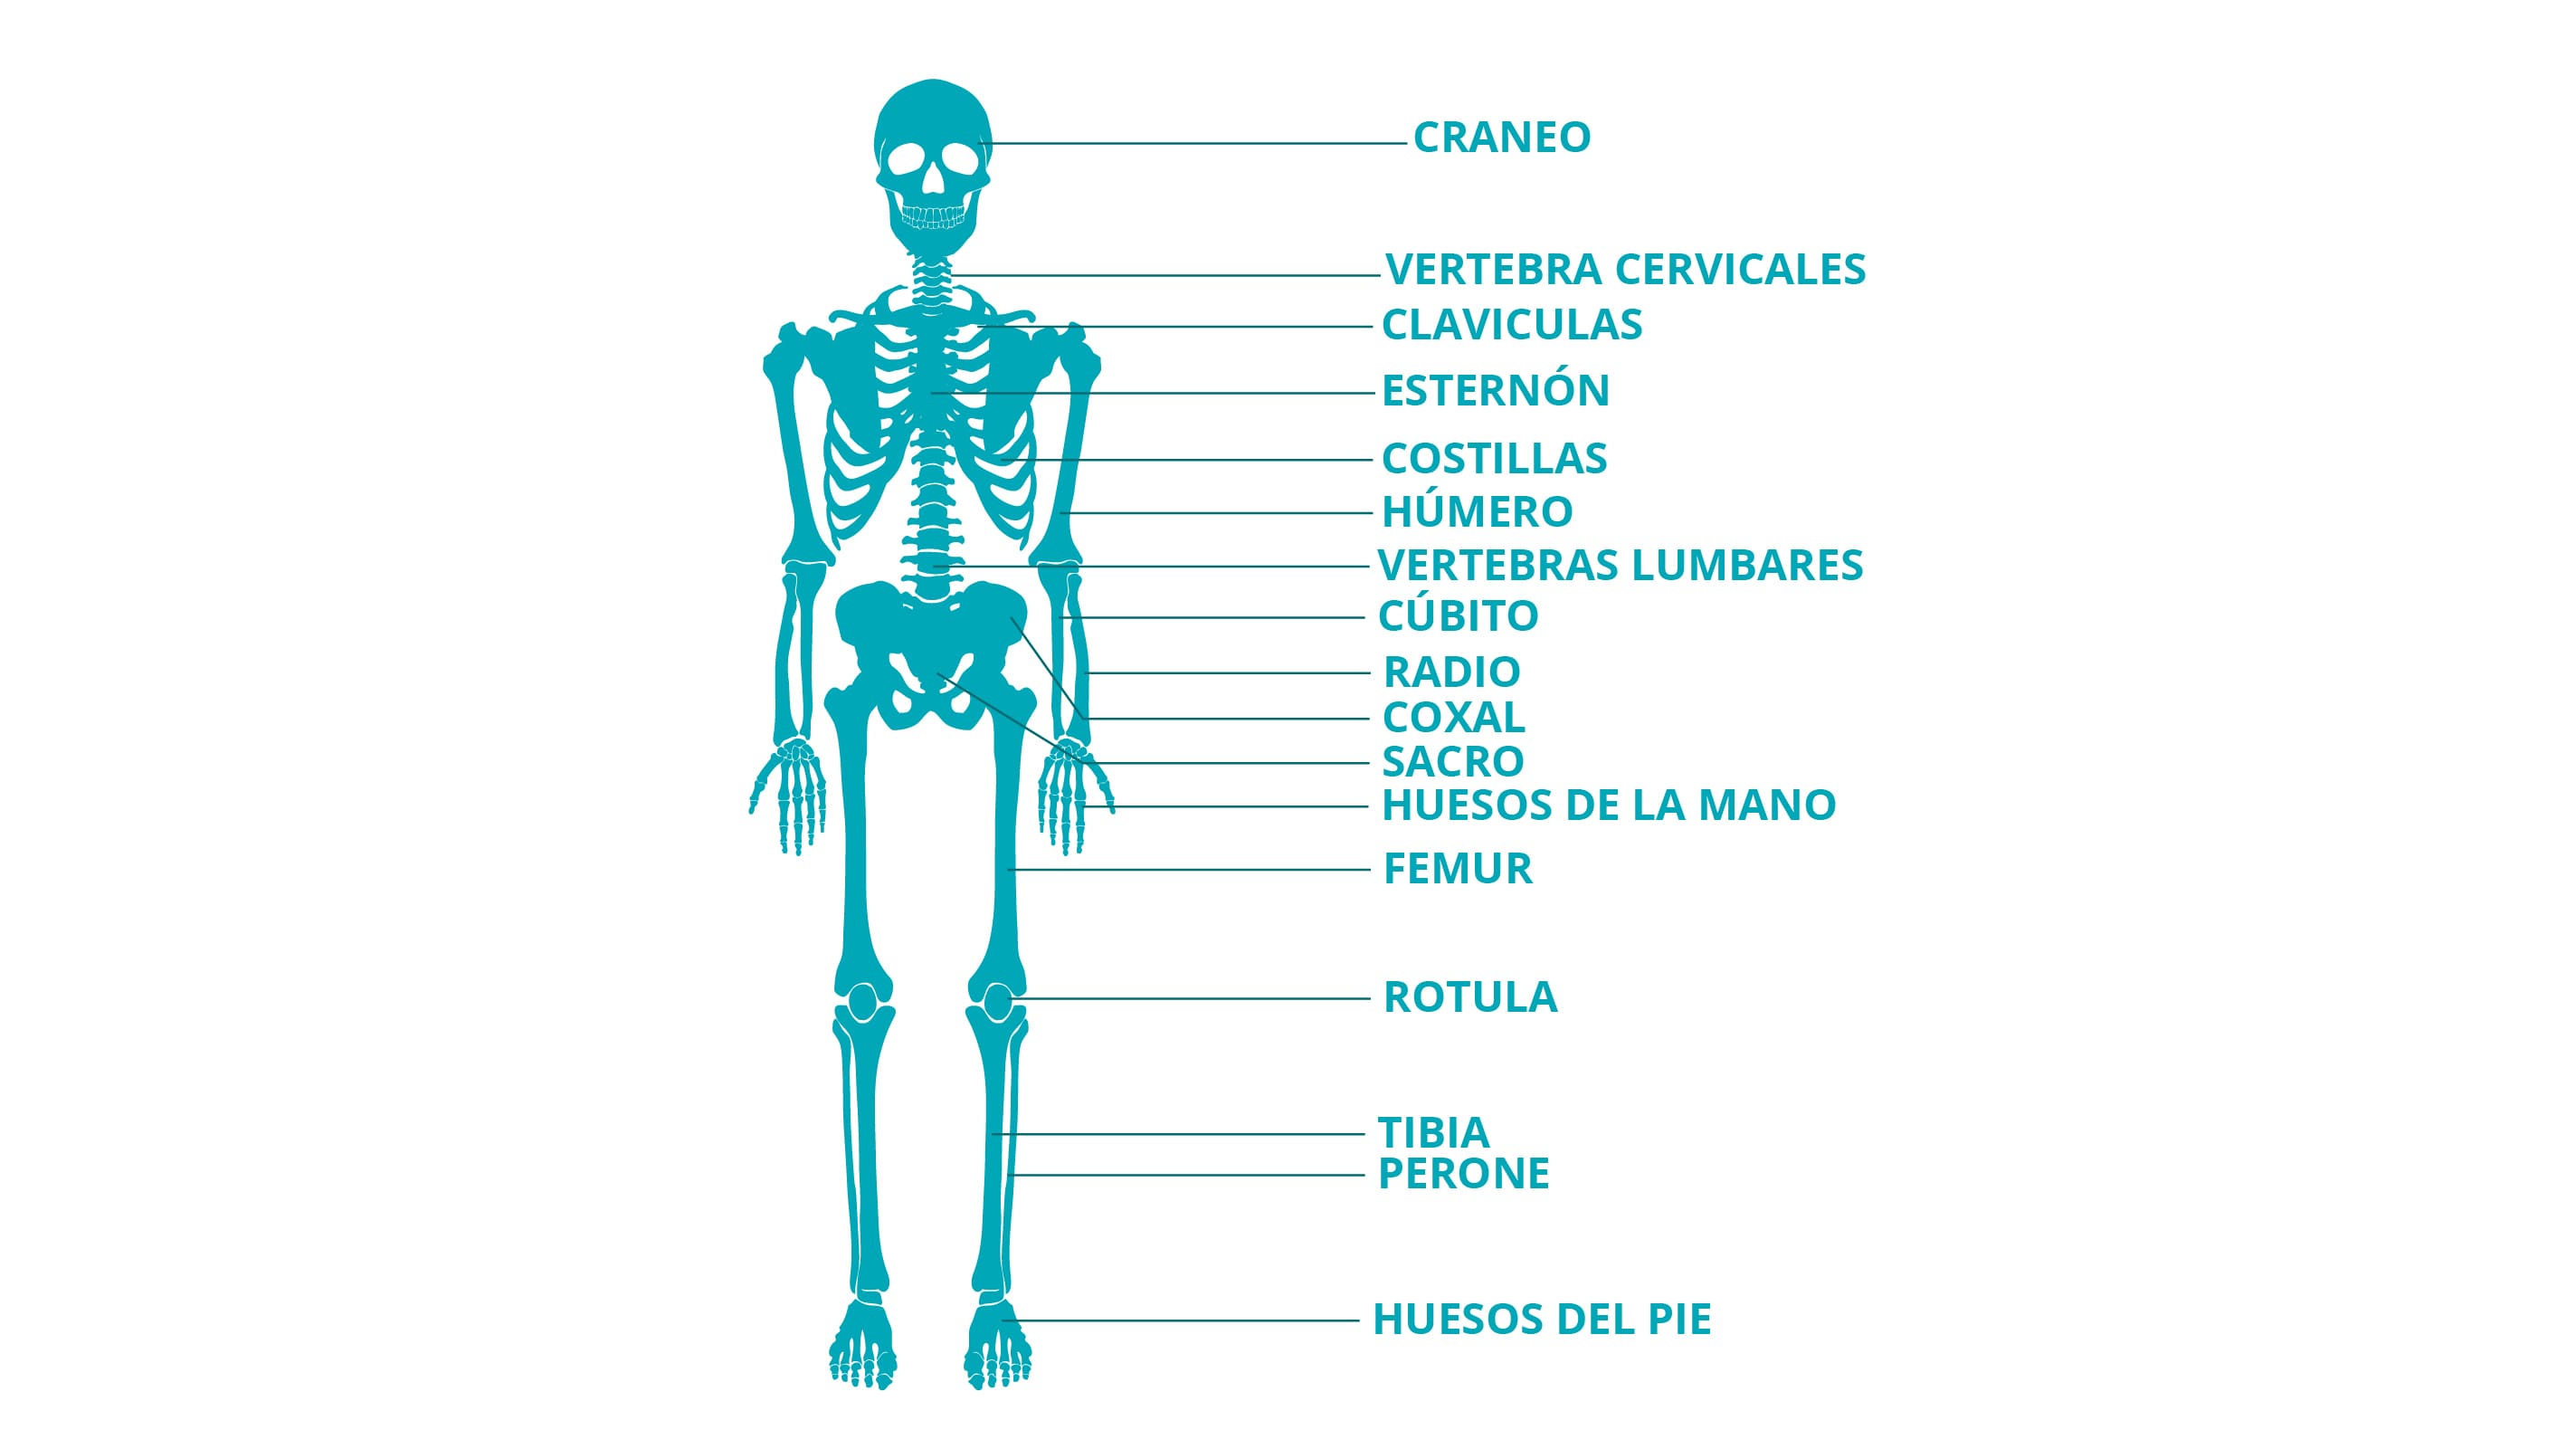 CRANEO
VERTEBRA CERVICALES
CLAVICULAS
ESTERNÓN
COSTILLAS
HÚMERO
VERTEBRAS LUMBARES
CÚBITO
RADIO
COXAL
SACRO
HUESOS DE LA MANO
FEMUR
ROTULA
TIBIA
PERONE
HUESOS DEL PIE